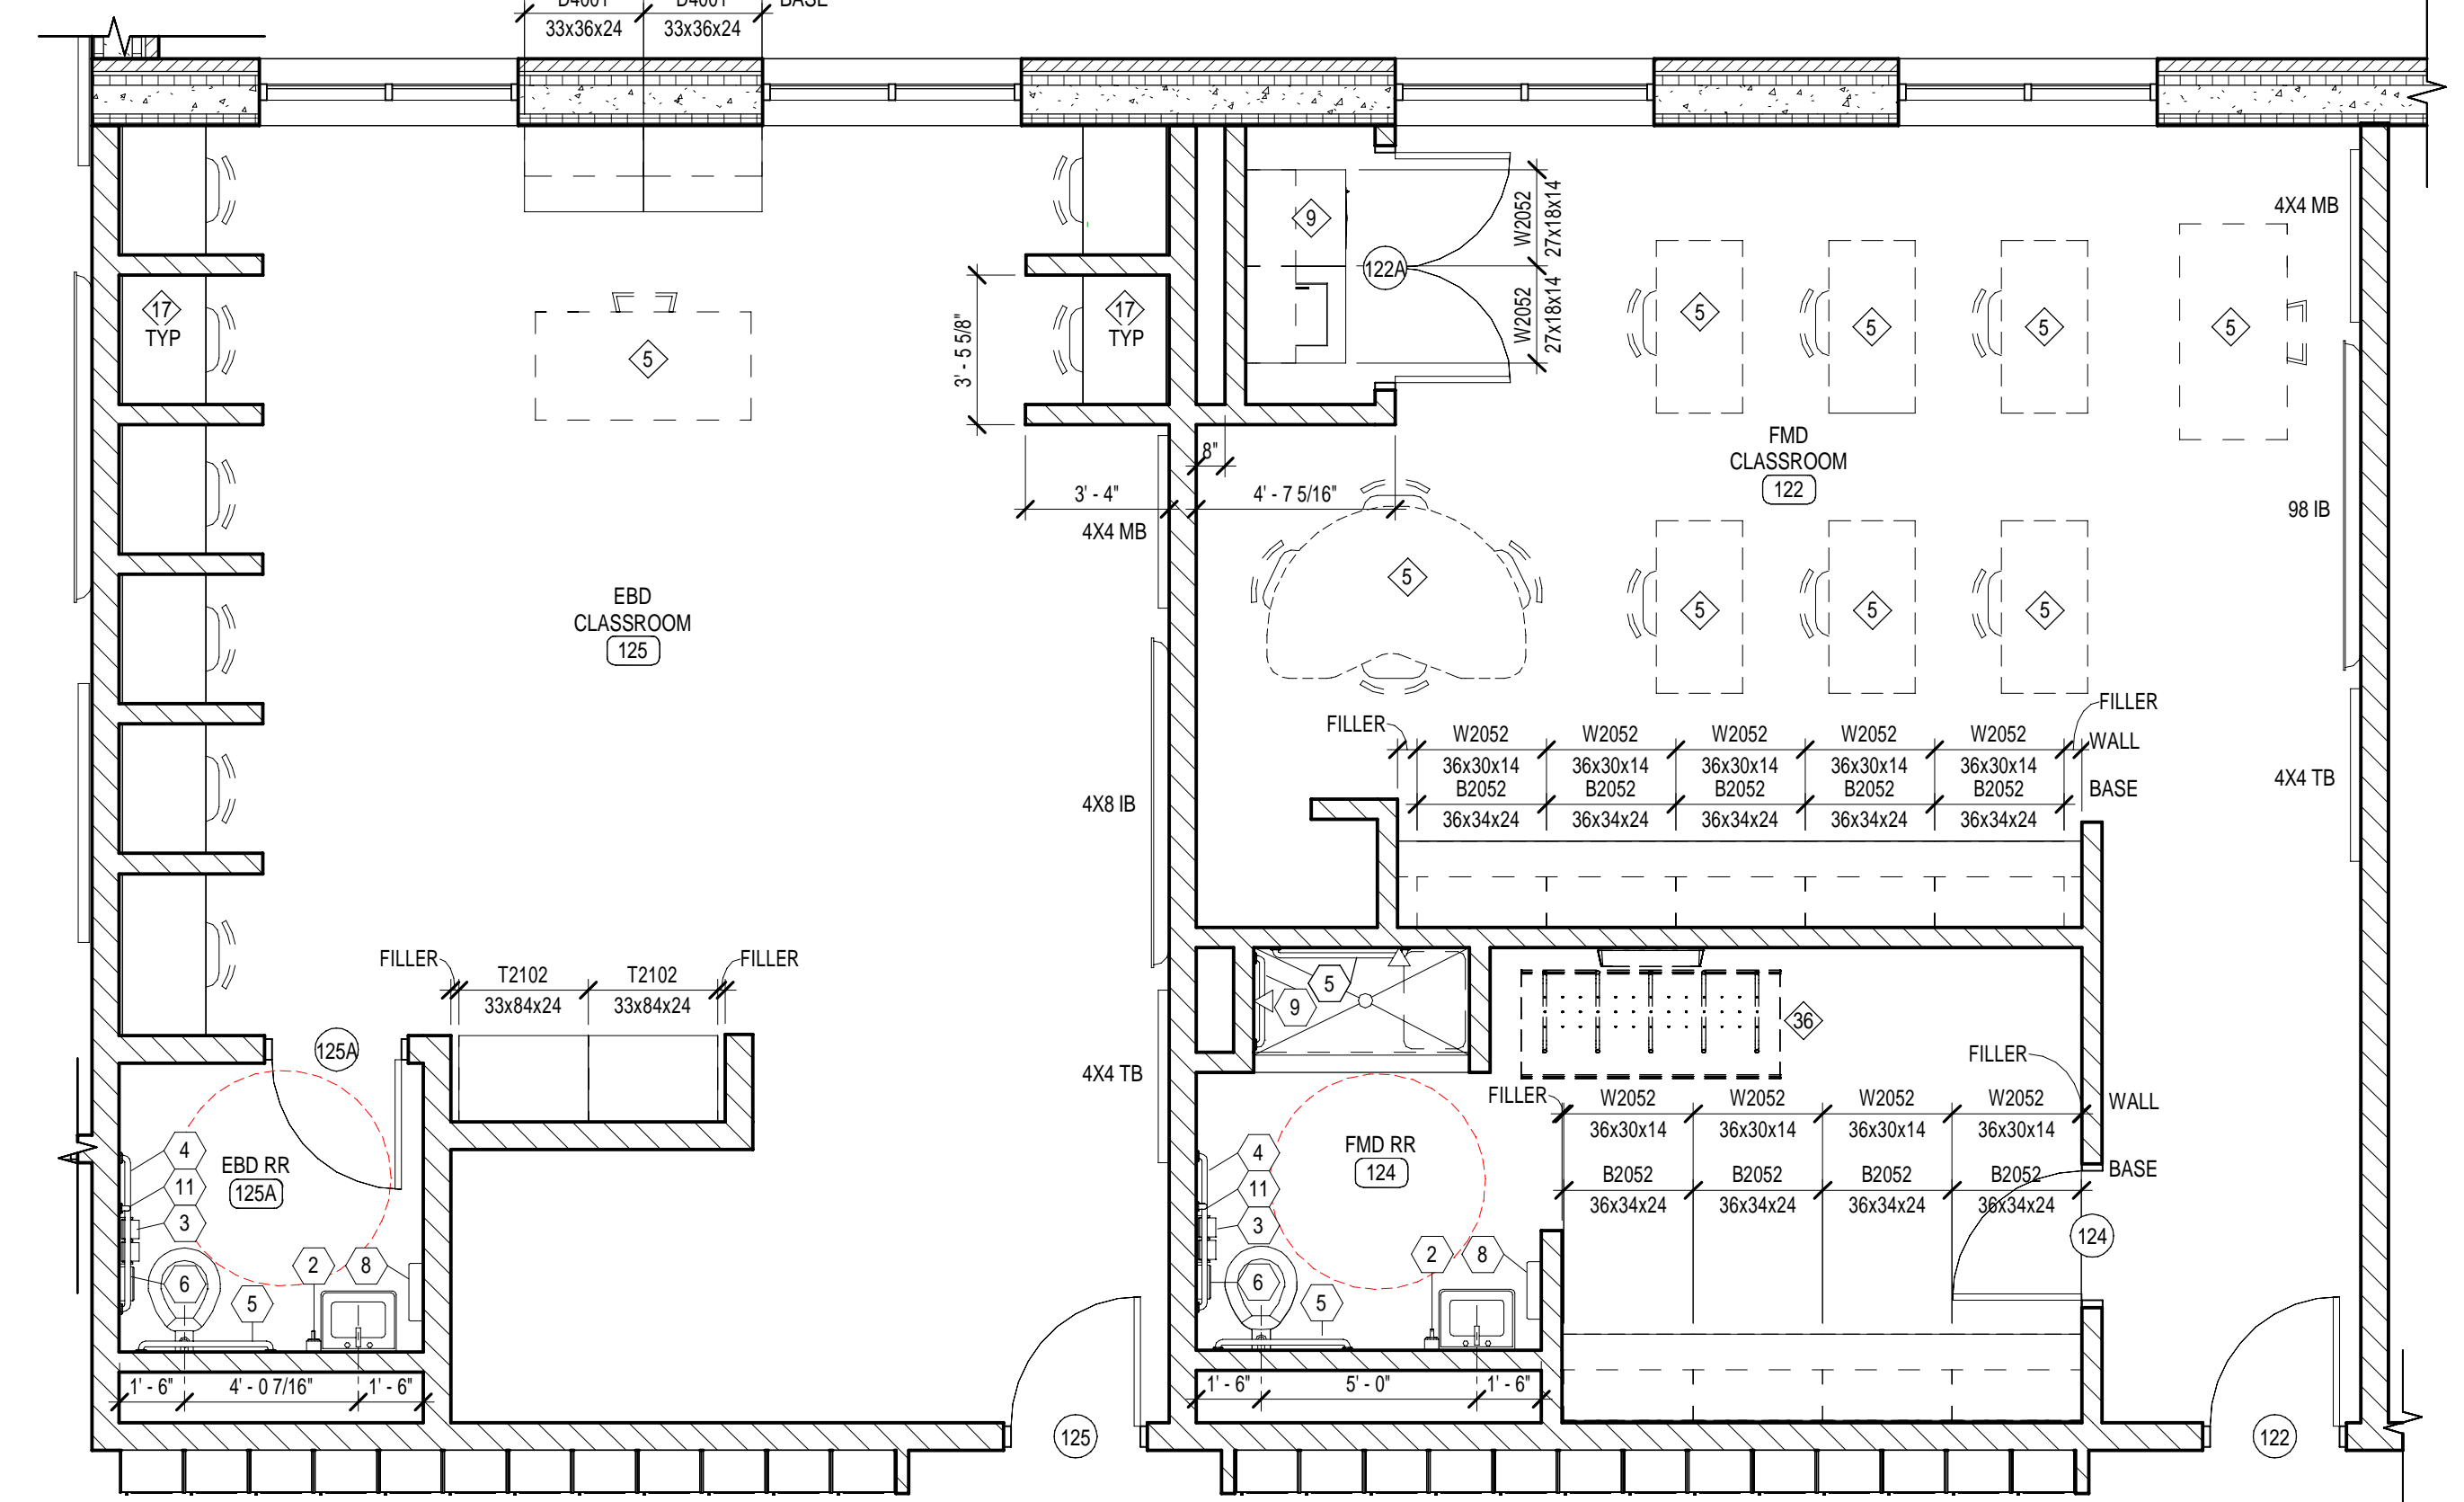 D4001
D4001
BASE
33x36x24
33x36x24
17
TYP
5
3' - 5 5/8"
17
TYP
9
122A
W2052
27x18x14
W2052
27x18x14
4X4 MB
5
5
5
5
FMD
CLASSROOM
122
8"
3' - 4"
4' - 7 5/16"
4X4 MB
98 IB
5
EBD
CLASSROOM
125
5
5
5
FILLER
FILLER
W2052
W2052
W2052
W2052
W2052
WALL
36x30x14
36x30x14
36x30x14
36x30x14
36x30x14
B2052
B2052
B2052
B2052
B2052
BASE
36x34x24
36x34x24
36x34x24
36x34x24
36x34x24
4X4 TB
4X8 IB
FILLER
T2102
T2102
FILLER
33x84x24
33x84x24
5
9
36
125A
4X4 TB
FILLER
FILLER
W2052
W2052
W2052
W2052
WALL
36x30x14
36x30x14
36x30x14
36x30x14
B2052
B2052
B2052
B2052
BASE
36x34x24
36x34x24
36x34x24
36x34x24
124
4
11
3
6
5
2
8
EBD RR
125A
4
11
3
6
5
2
8
FMD RR
124
1' - 6"
4' - 0 7/16"
1' - 6"
1' - 6"
5' - 0"
1' - 6"
125
122